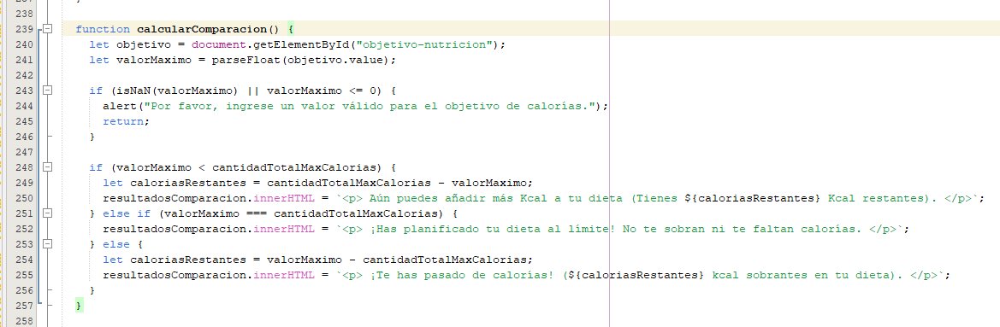 237 }
238
239 function calcularComparacion() {
240 let objetivo = document.getElementById("objetivo-nutricion");
241 let valorMaximo = parseFloat(objetivo.value);
242
243 if (isNaN(valorMaximo) || valorMaximo <= 0) {
244 alert("Por favor, ingrese un valor válido para el objetivo de calorías.");
245 return;
246 }
247
248 if (valorMaximo < cantidadTotalMaxCalorias) {
249 let caloriasRestantes = cantidadTotalMaxCalorias - valorMaximo;
250 resultadosComparacion.innerHTML = `<p> Aún puedes añadir más Kcal a tu dieta (Tienes ${caloriasRestantes} Kcal restantes). </p>`;
251 } else if (valorMaximo === cantidadTotalMaxCalorias) {
252 resultadosComparacion.innerHTML = `<p> ¡Has planificado tu dieta al límite! No te sobran ni te faltan calorías. </p>`;
253 } else {
254 let caloriasRestantes = valorMaximo - cantidadTotalMaxCalorias;
255 resultadosComparacion.innerHTML = `<p> ¡Te has pasado de calorías! (${caloriasRestantes} kcal sobrantes en tu dieta). </p>`;
256 }
257 }
258